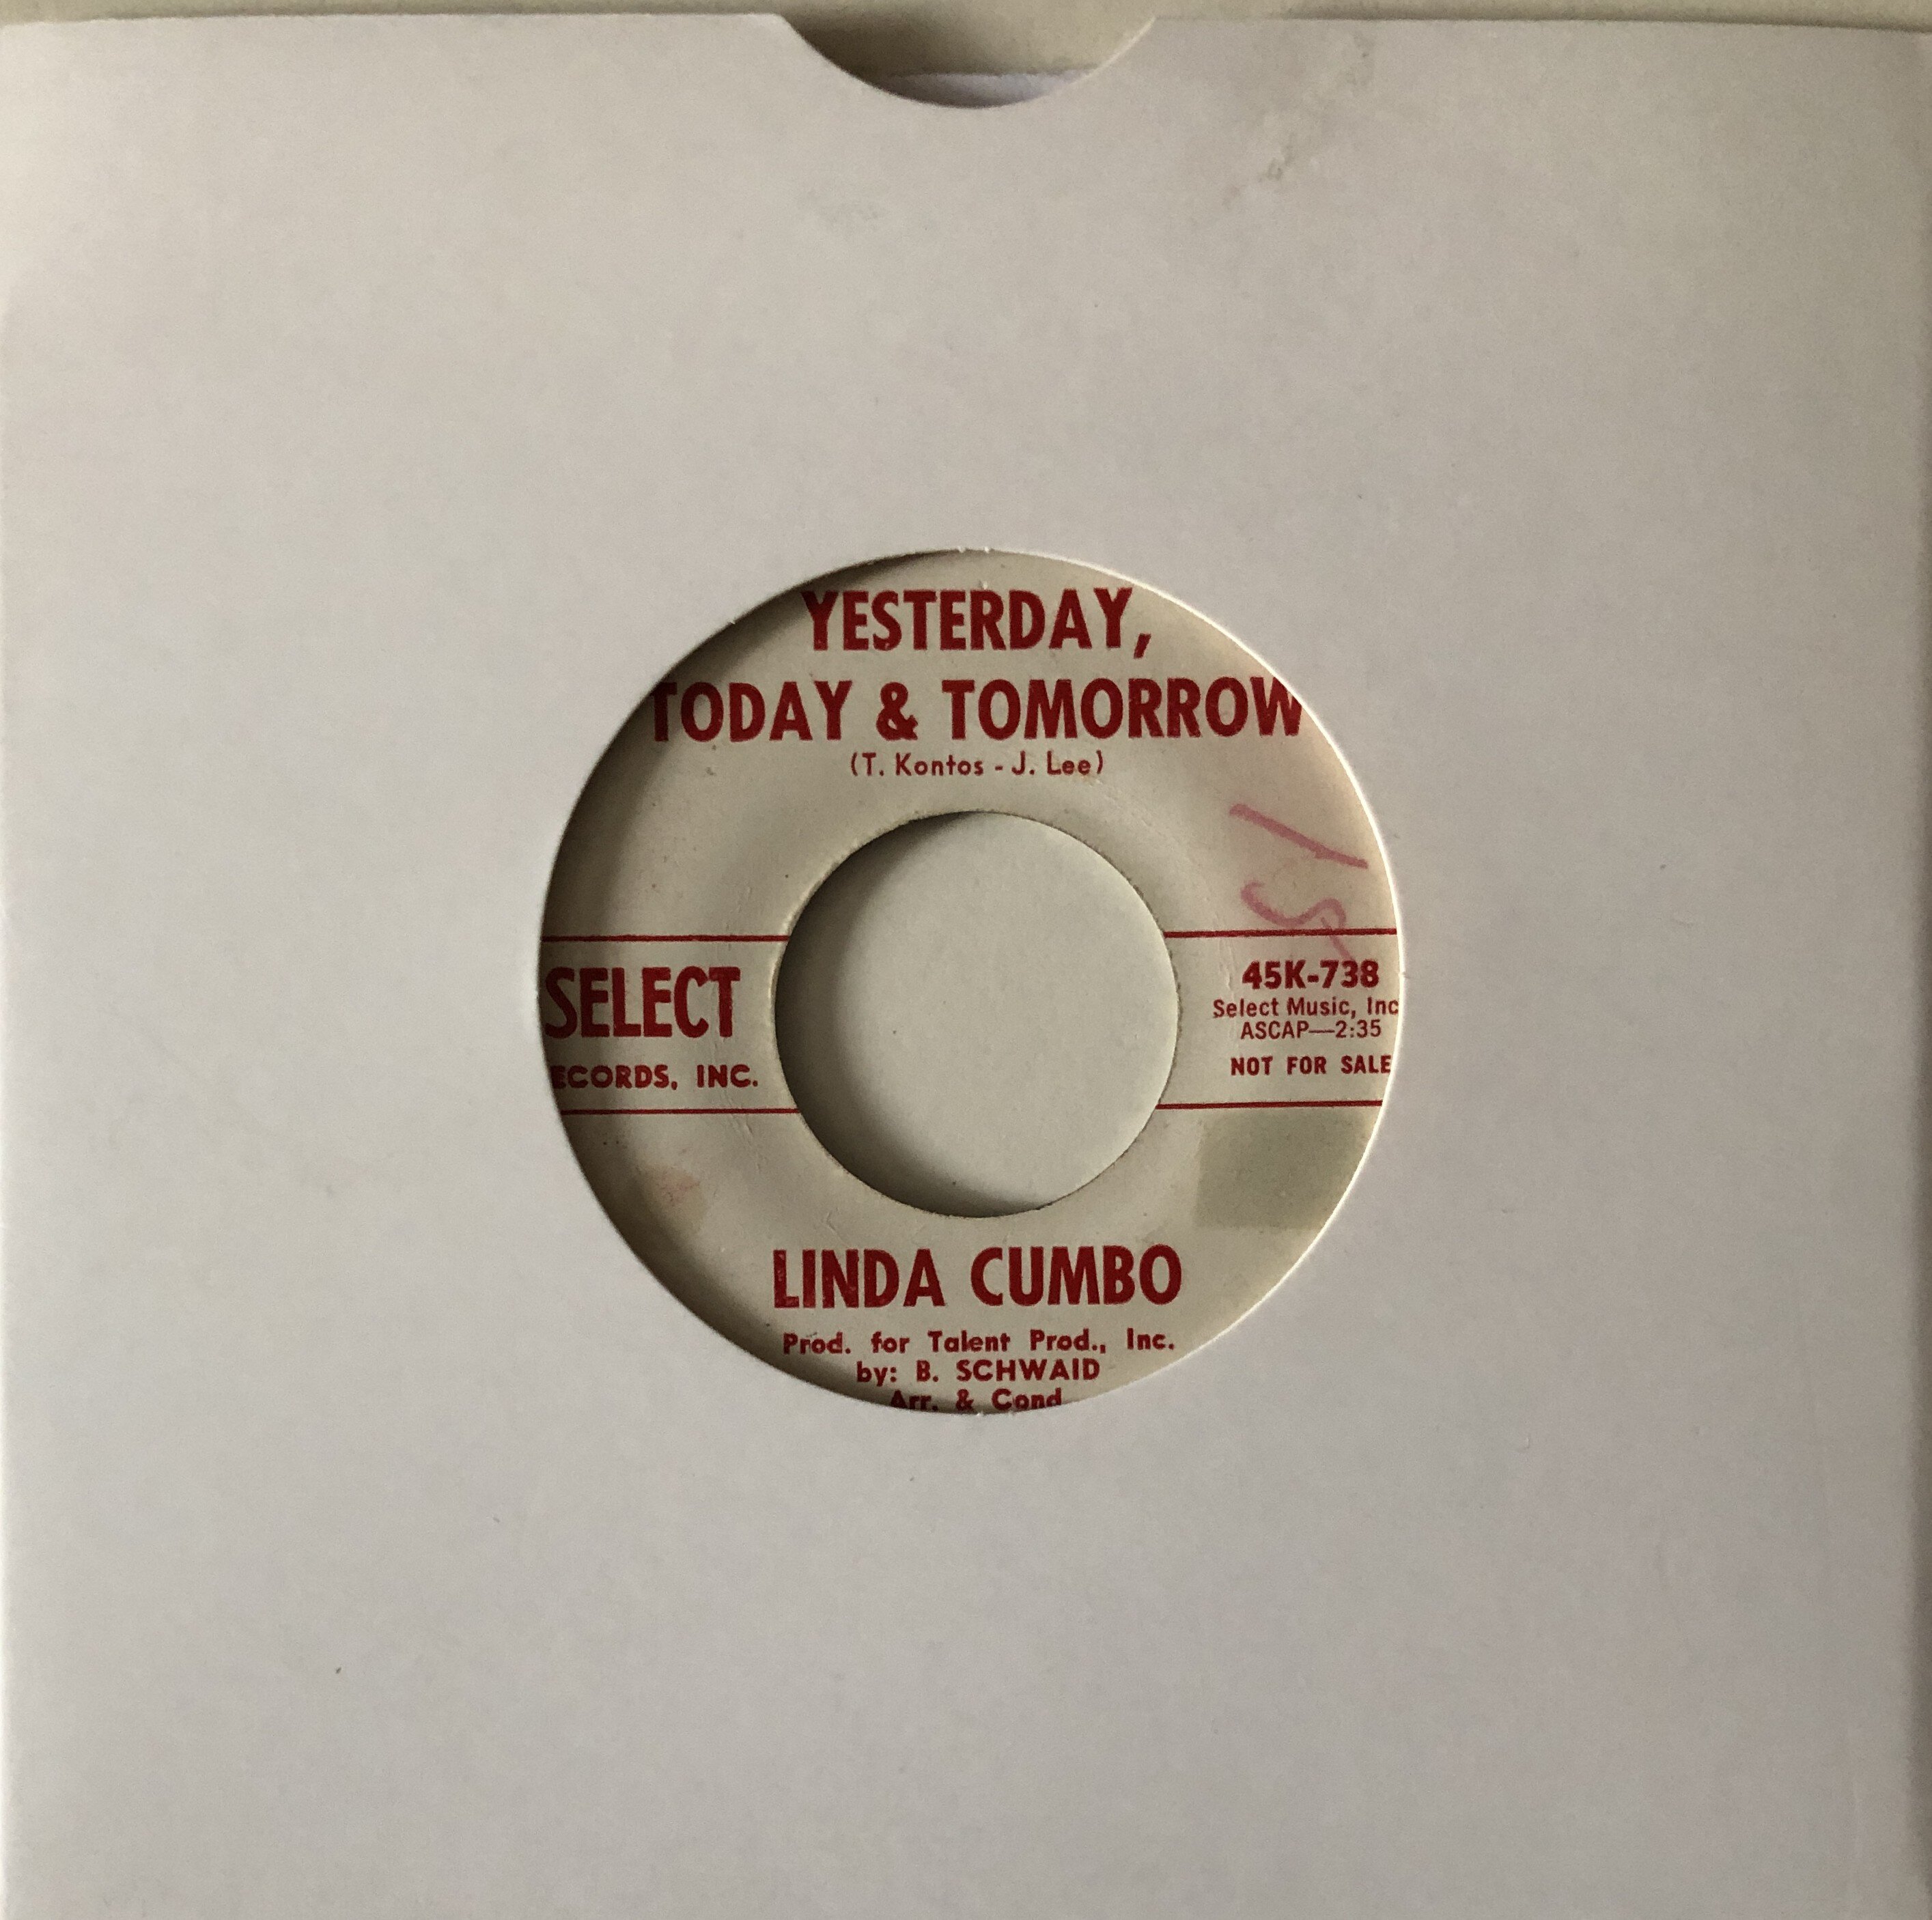 YESTERDAY,
TODAY & TOMORROW
(T. Kontos - J. Lee)
SELECT
ECORDS, INC.
45K-738
Select Music, Inc
ASCAP—2:35
NOT FOR SALE
LINDA CUMBO
Prod. for Talent Prod., Inc.
by: B. SCHWAID
Arr. & Cond